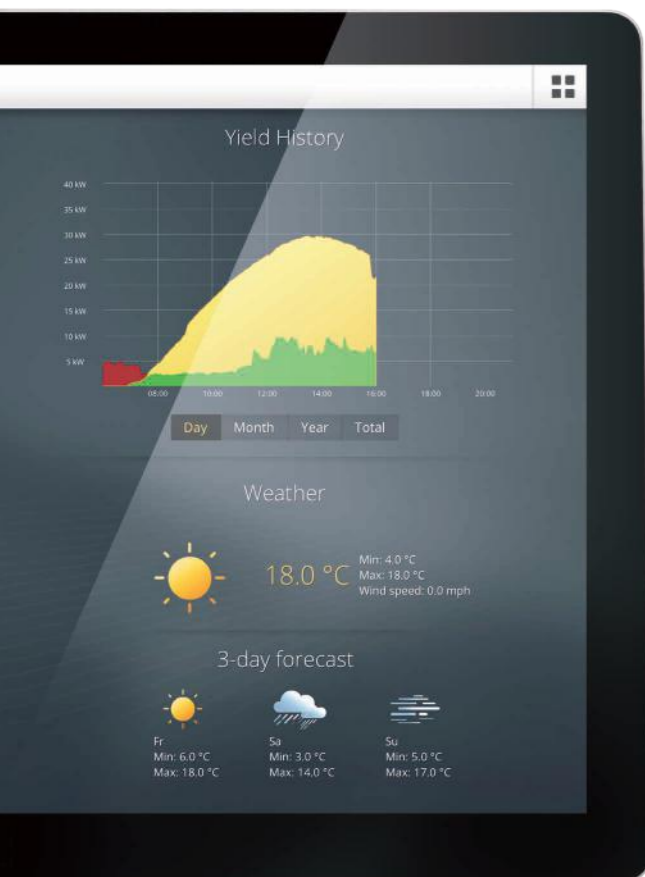 Yield History
40 kW
35 kW
30 kW
25 kW
20 kW
15 kW
10 kW
5 kW
08:00 10:00 12:00 14:00 16:00 18:00 20:00
Day Month Year Total
Weather
18.0 °C
Min: 4.0 °C
Max: 18.0 °C
Wind speed: 0.0 mph
3-day forecast
Fr Sa Su
Min: 6.0 °C Min: 3.0 °C Min: 5.0 °C
Max: 18.0 °C Max: 14.0 °C Max: 17.0 °C